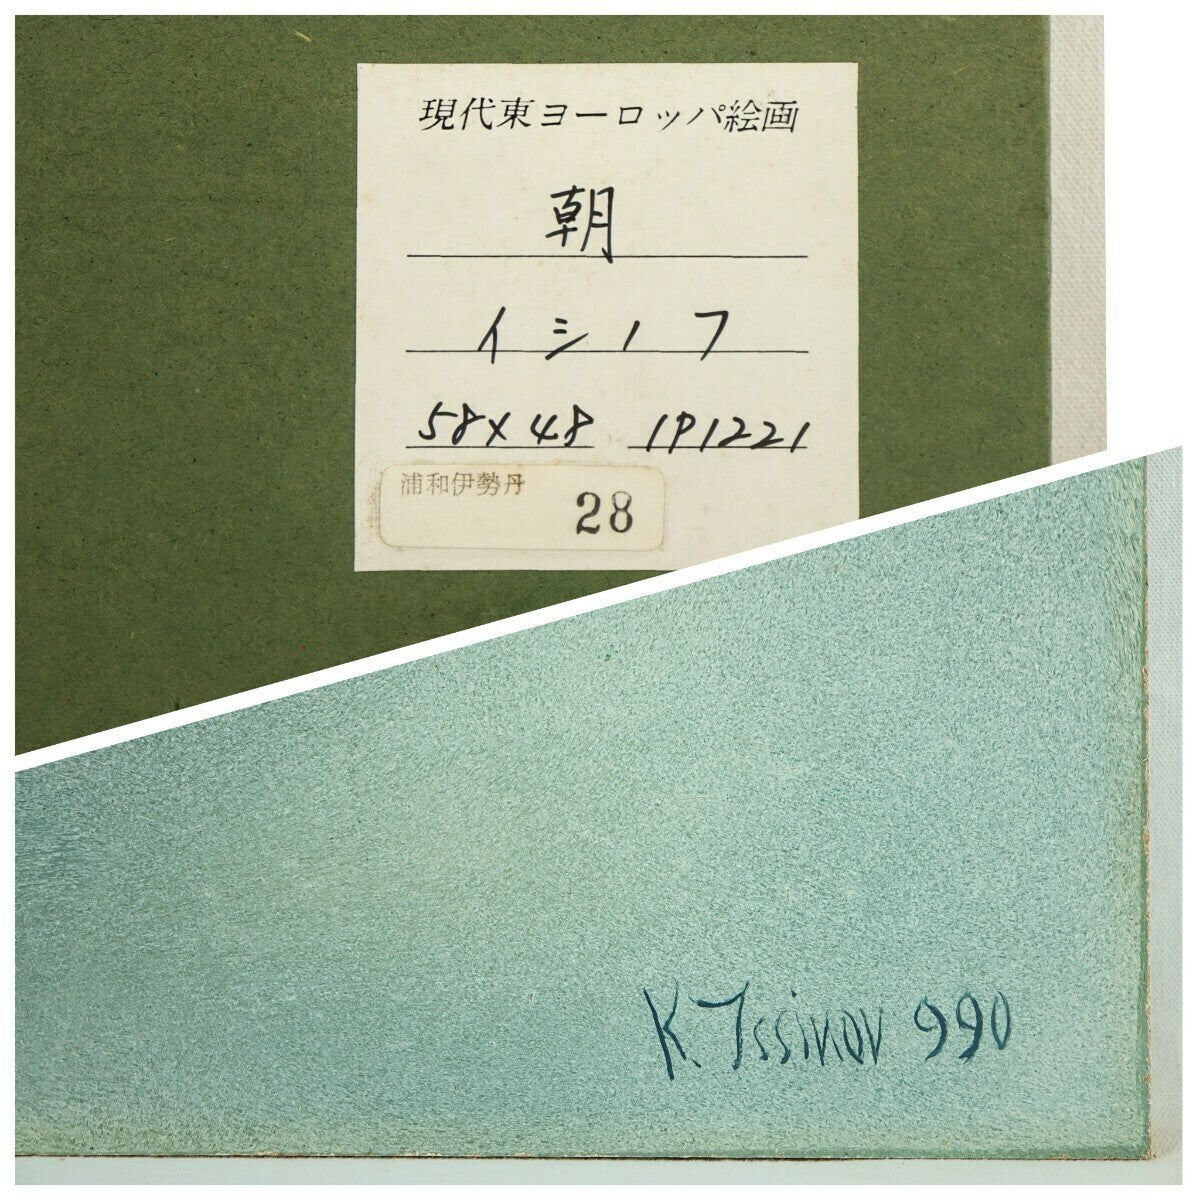 現代東ヨーロッパ絵画
朝
イシノフ
58×48 1P1221
浦和伊勢丹
28
K. Issinov 990